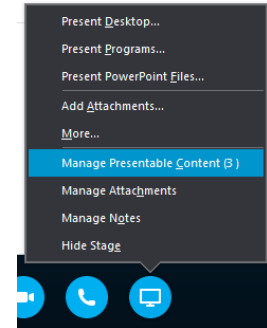 Present Desktop...
Present Programs...
Present PowerPoint Files...
Add Attachments...
More...
Manage Presentable Content (3 )
Manage Attachments
Manage Notes
Hide Stage